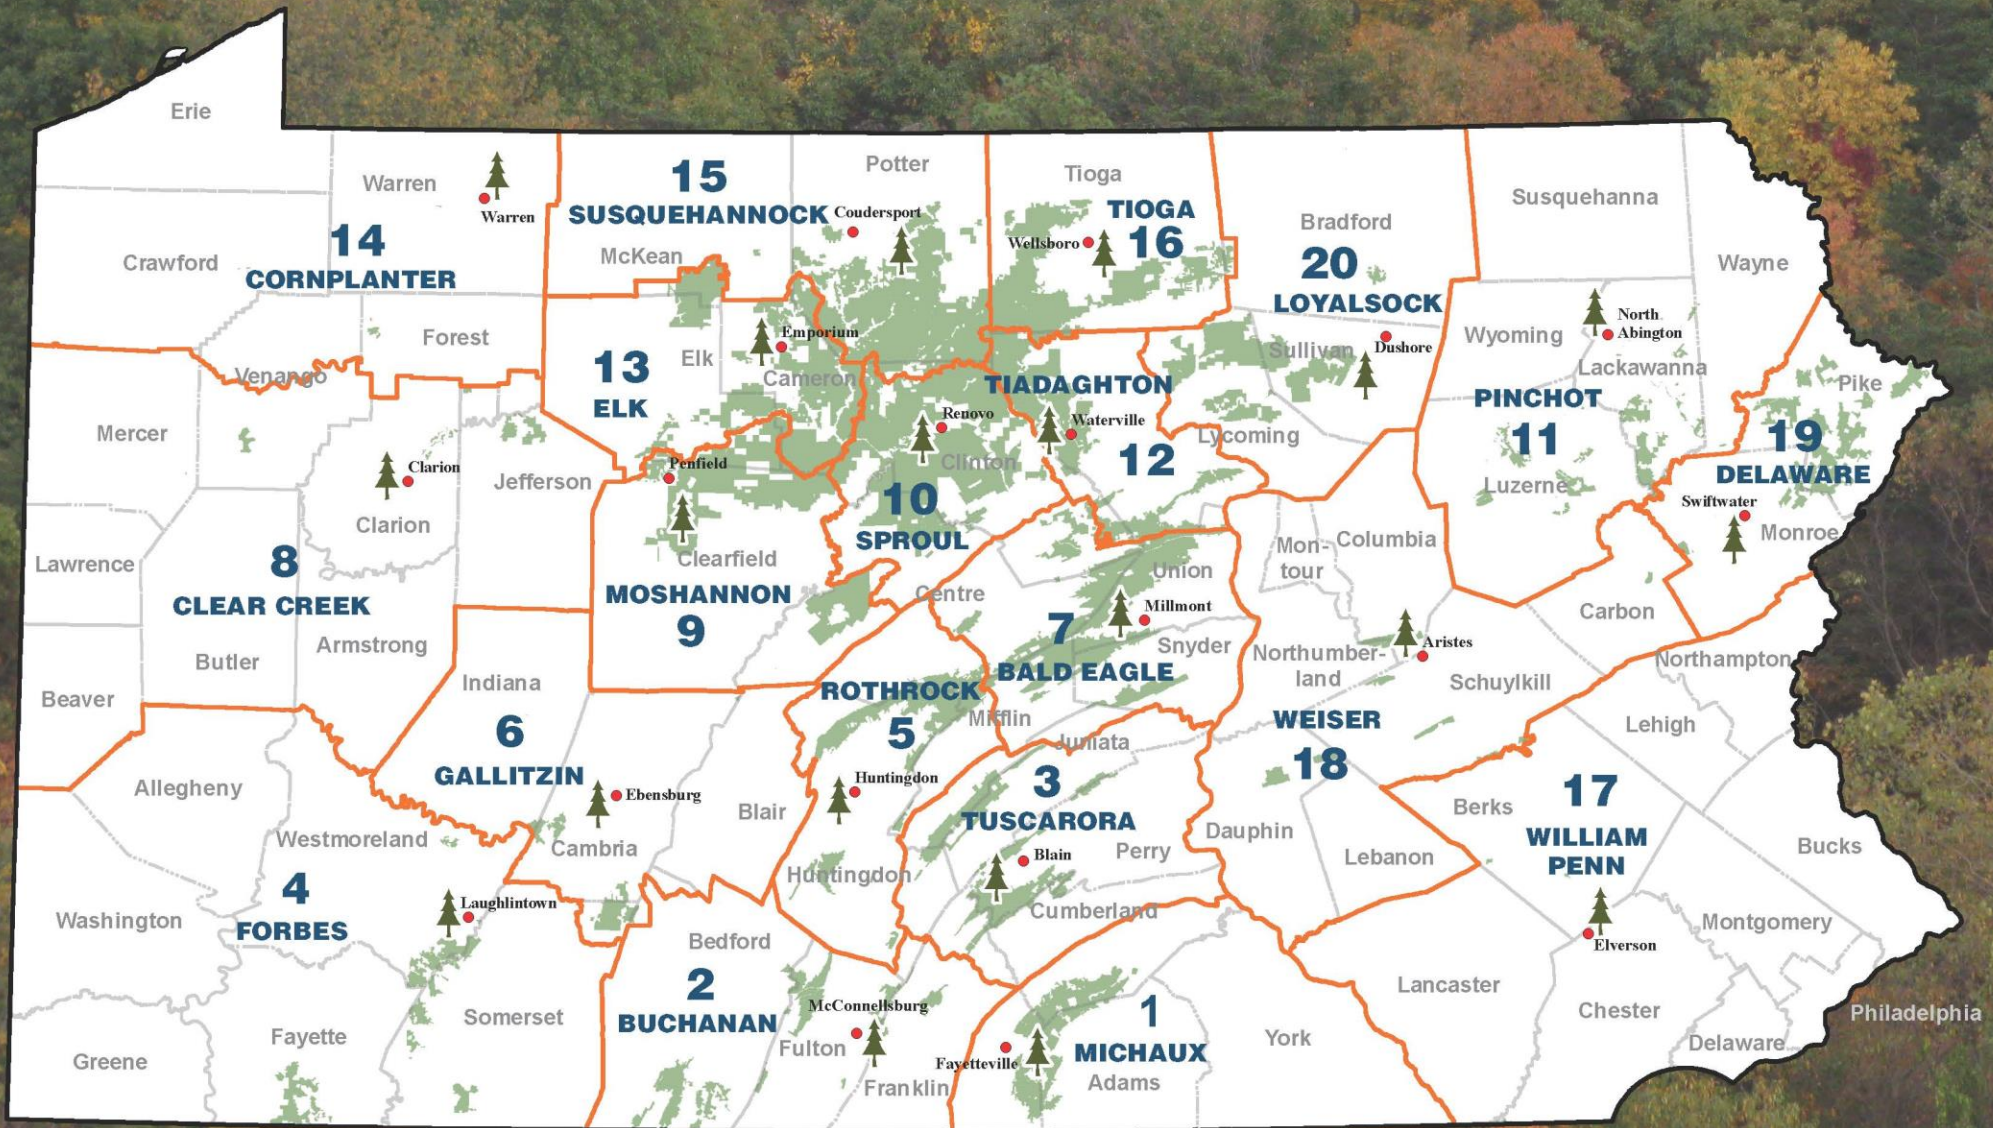 Erie
Warren
Warren
14
CORNPLANTER
Crawford
Forest
Venango
15
SUSQUEHANNOCK
McKean
Potter
Coudersport
Tioga
TIOGA
16
Wellsboro
Bradford
20
LOYALSOCK
Sullivan
Dushore
Susquehanna
Wayne
Wyoming
North
Abington
Lackawanna
PINCHOT
11
Luzerne
Pike
19
DELAWARE
Swiftwater
Monroe
13
ELK
Elk
Emporium
Cameron
TIADAGHTON
Waterville
12
Lycoming
Renovo
Clinton
10
SPROUL
Mercer
Clarion
Clarion
Jefferson
Penfield
Clearfield
MOSHANNON
9
Lawrence
8
CLEAR CREEK
Butler
Armstrong
Beaver
Centre
Union
Millmont
7
BALD EAGLE
Snyder
Mon-
tour
Columbia
Carbon
Aristes
Northumber-
land
Schuylkill
Northampton
Lehigh
WEISER
18
Indiana
6
GALLITZIN
Ebensburg
Cambria
Blair
ROTHROCK
5
Mifflin
Huntingdon
Huntingdon
Juniata
3
TUSCARORA
Blain
Perry
Cumberland
Dauphin
Lebanon
Berks
17
WILLIAM
PENN
Bucks
Elverson
Montgomery
Allegheny
Westmoreland
4
FORBES
Laughlintown
Washington
Greene
Fayette
Somerset
Bedford
2
BUCHANAN
McConnellsburg
Fulton
Franklin
Fayetteville
1
MICHAUX
Adams
York
Lancaster
Chester
Delaware
Philadelphia